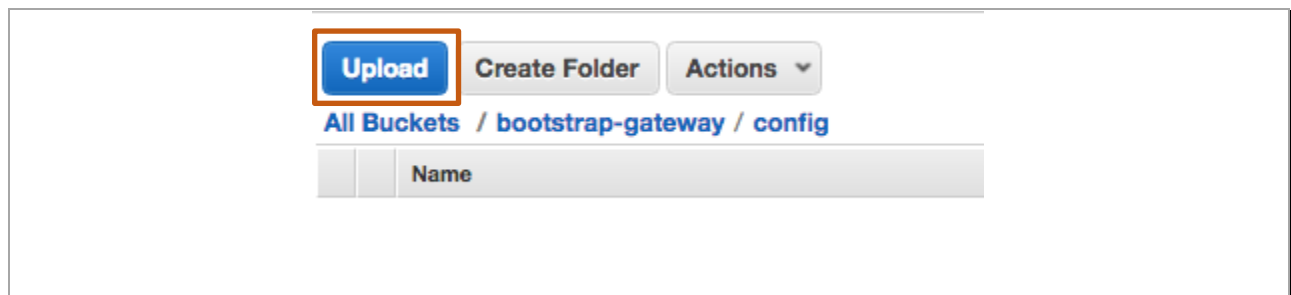 Upload Create Folder Actions
All Buckets / bootstrap-gateway / config
Name